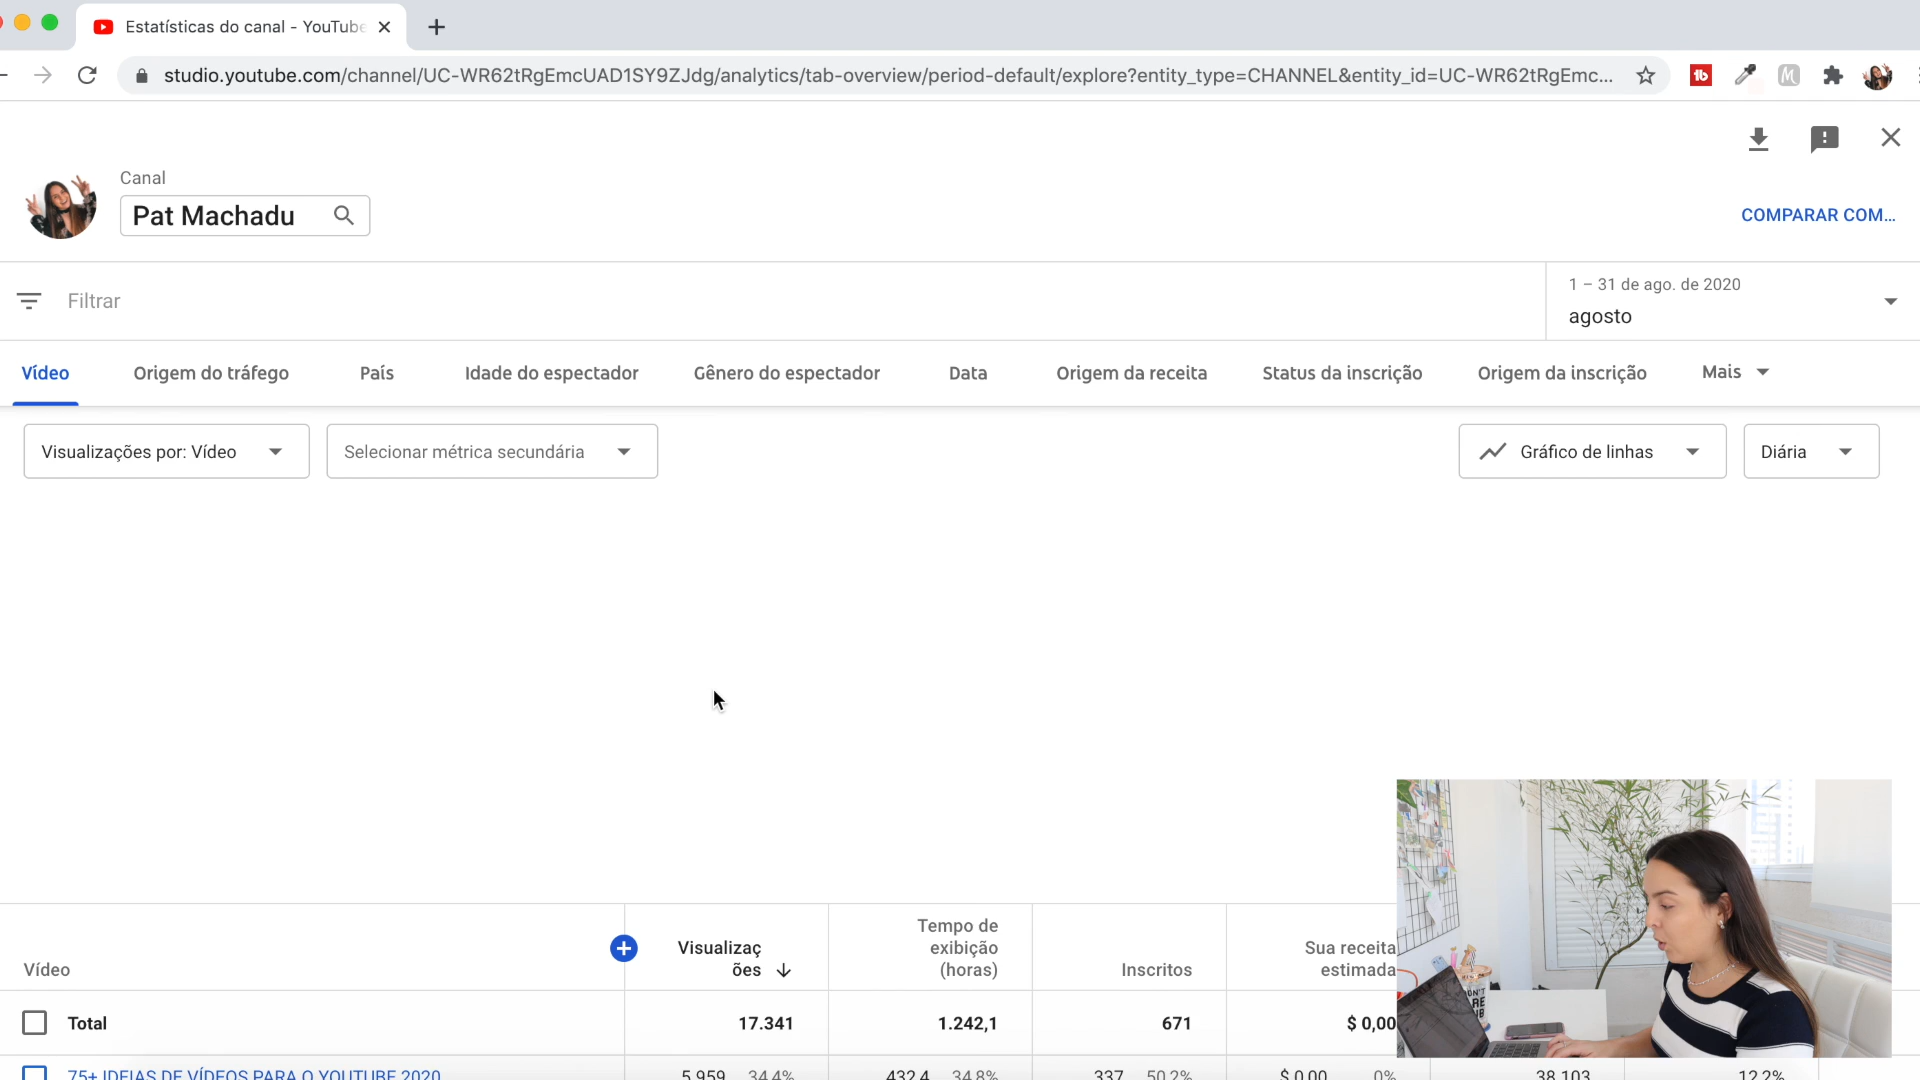 Estatísticas do canal - YouTube
studio.youtube.com/channel/UC-WR62tRgEmcUAD1SY9ZJdg/analytics/tab-overview/period-default/explore?entity_type=CHANNEL&entity_id=UC-WR62tRgEmc...
Canal
Pat Machadu
COMPARAR COM...
Filtrar
1 – 31 de ago. de 2020
agosto
Vídeo Origem do tráfego País Idade do espectador Gênero do espectador Data Origem da receita Status da inscrição Origem da inscrição Mais
Visualizações por: Vídeo Selecionar métrica secundária Gráfico de linhas Diária
Vídeo
Visualizaç
ões
Tempo de
exibição
(horas)
Inscritos
Sua receita
estimada
Total 17.341 1.242,1 671 $ 0,00
75+ IDEIAS DE VÍDEOS PARA O YOUTUBE 2020 5.959 34,4% 432,4 34,8% 337 50,2% $ 0,00 0% 38.103 12,2%